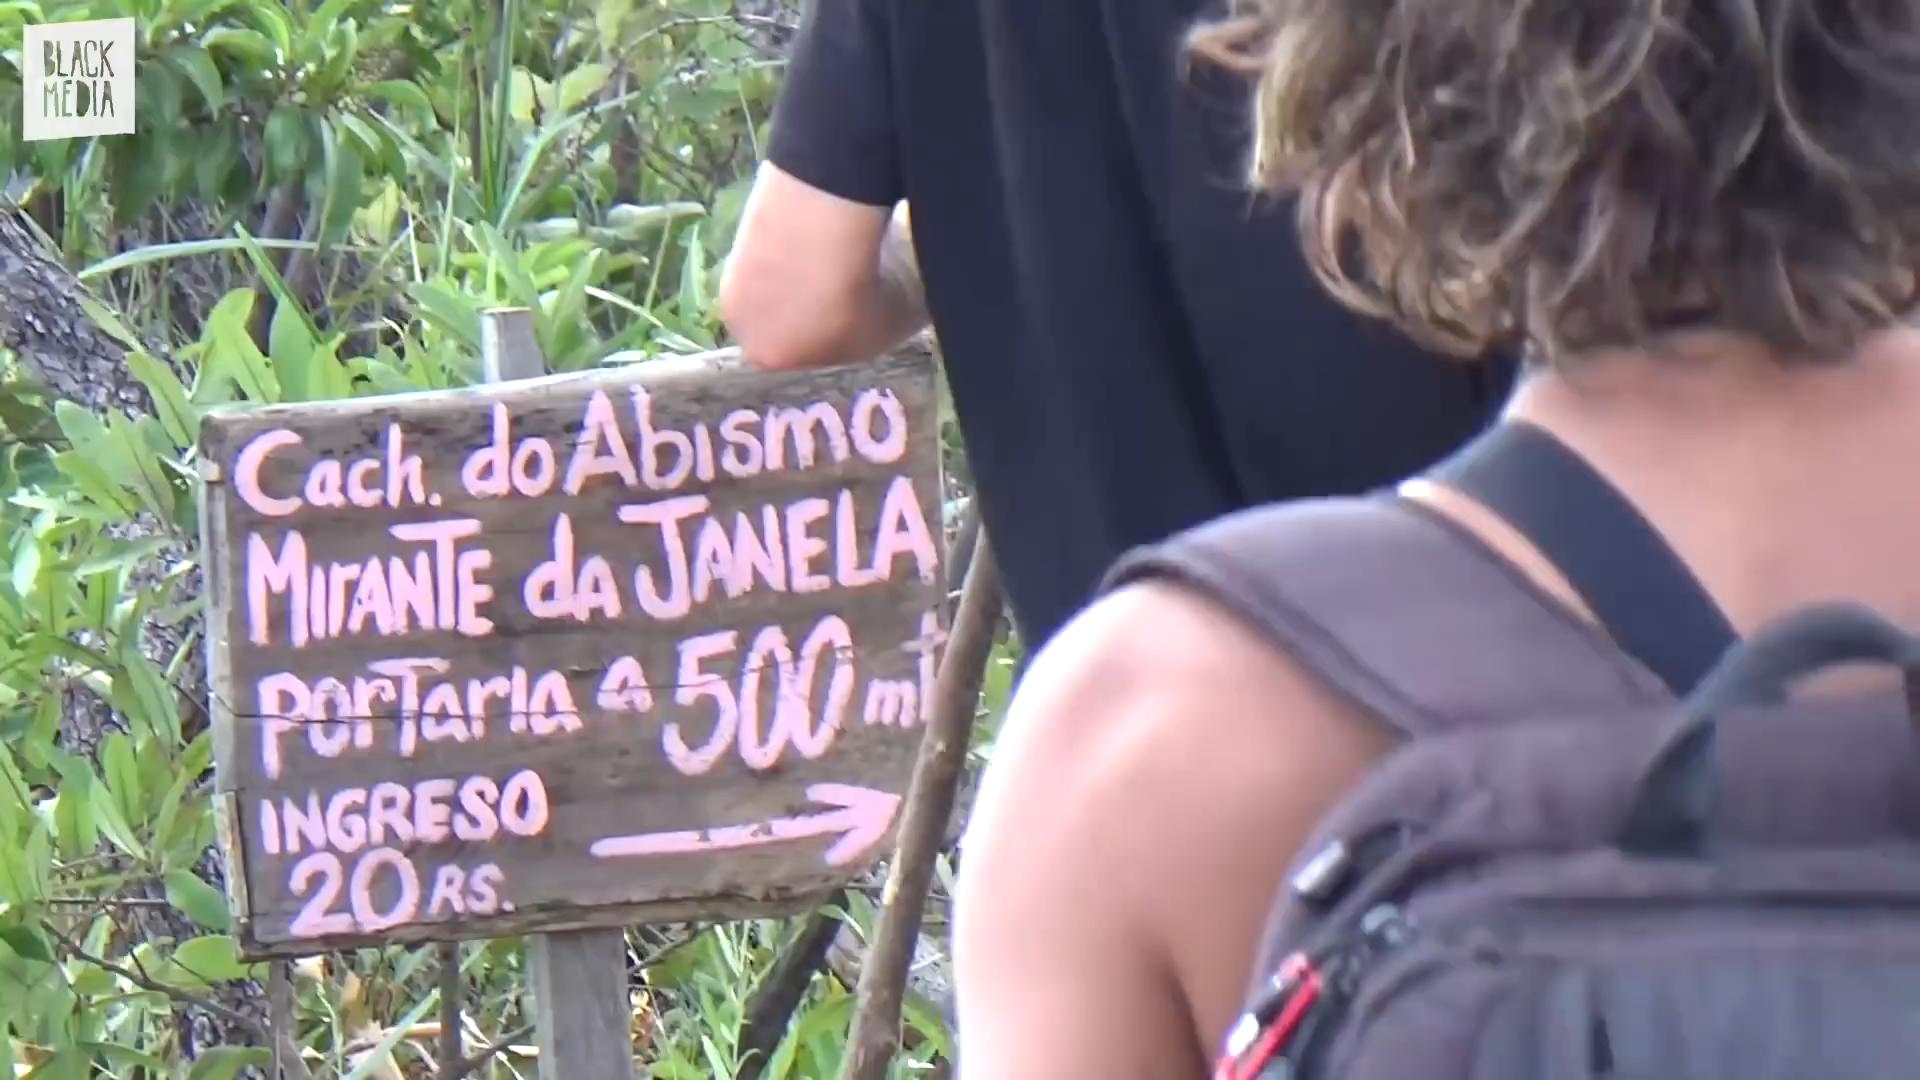 BLACK
MEDIA
Cach. do Abismo
MIrANTE da JANELA
PorTarIa a 500 mt
INGRESO
20 RS.